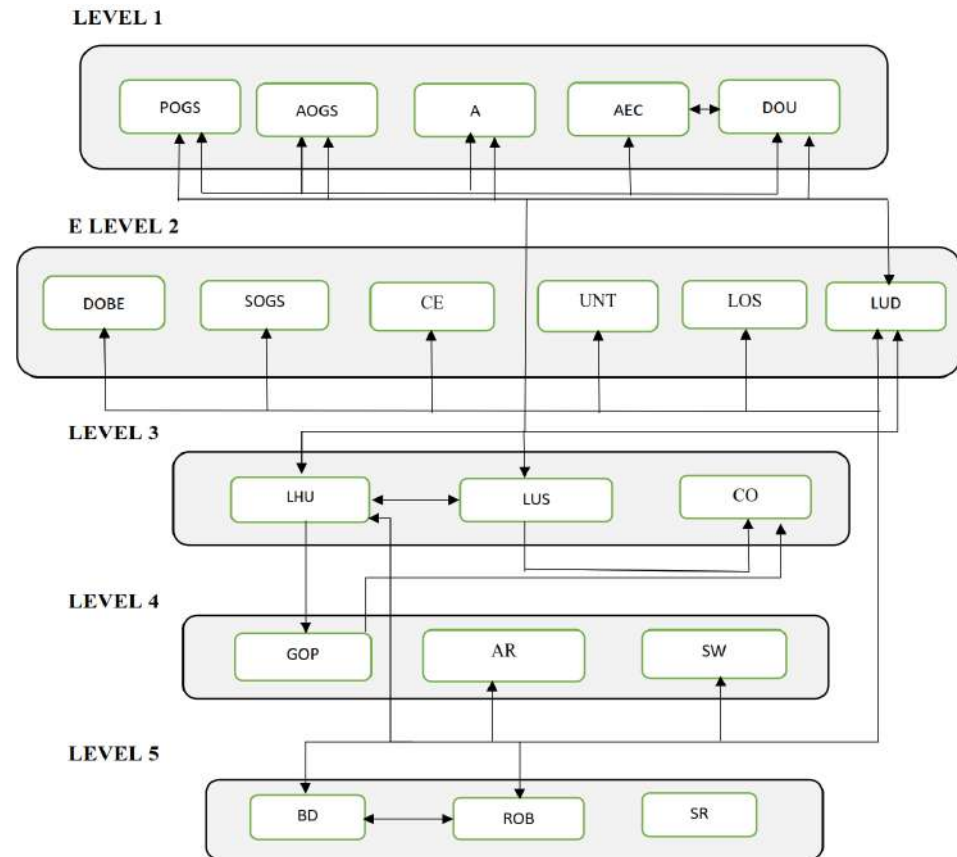 LEVEL 1
POGS AOGS A AEC DOU
E LEVEL 2
DOBE SOGS CE UNT LOS LUD
LEVEL 3
LHU LUS CO
LEVEL 4
GOP AR SW
LEVEL 5
BD ROB SR